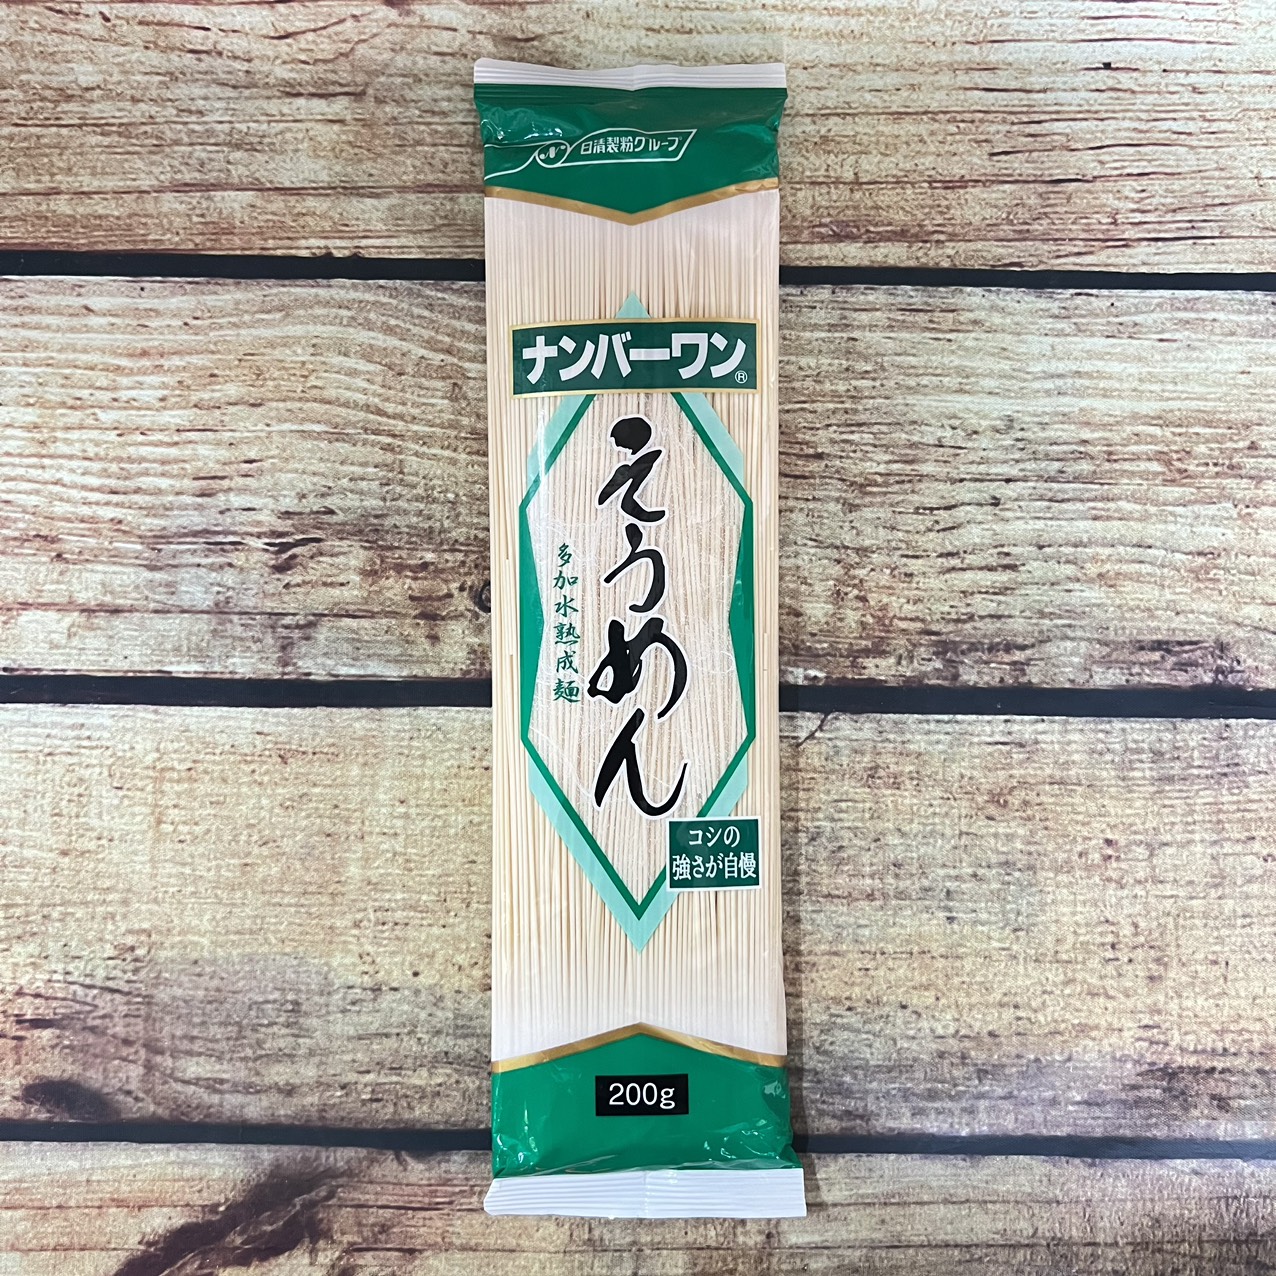 日清製粉グループ
ナンバーワン®
そうめん
多加水熟成麺
コシの
強さが自慢
200g